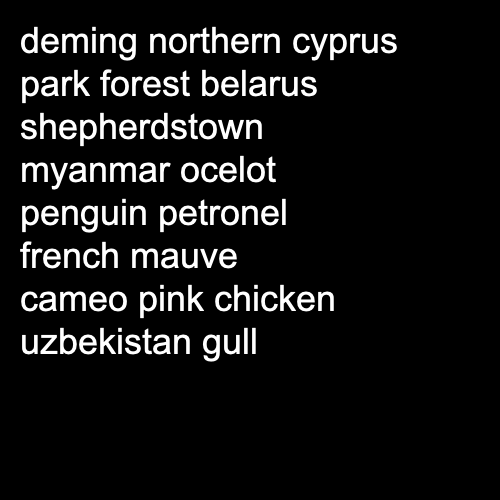 deming northern cyprus
park forest belarus
shepherdstown
myanmar ocelot
penguin petronel
french mauve
cameo pink chicken
uzbekistan gull